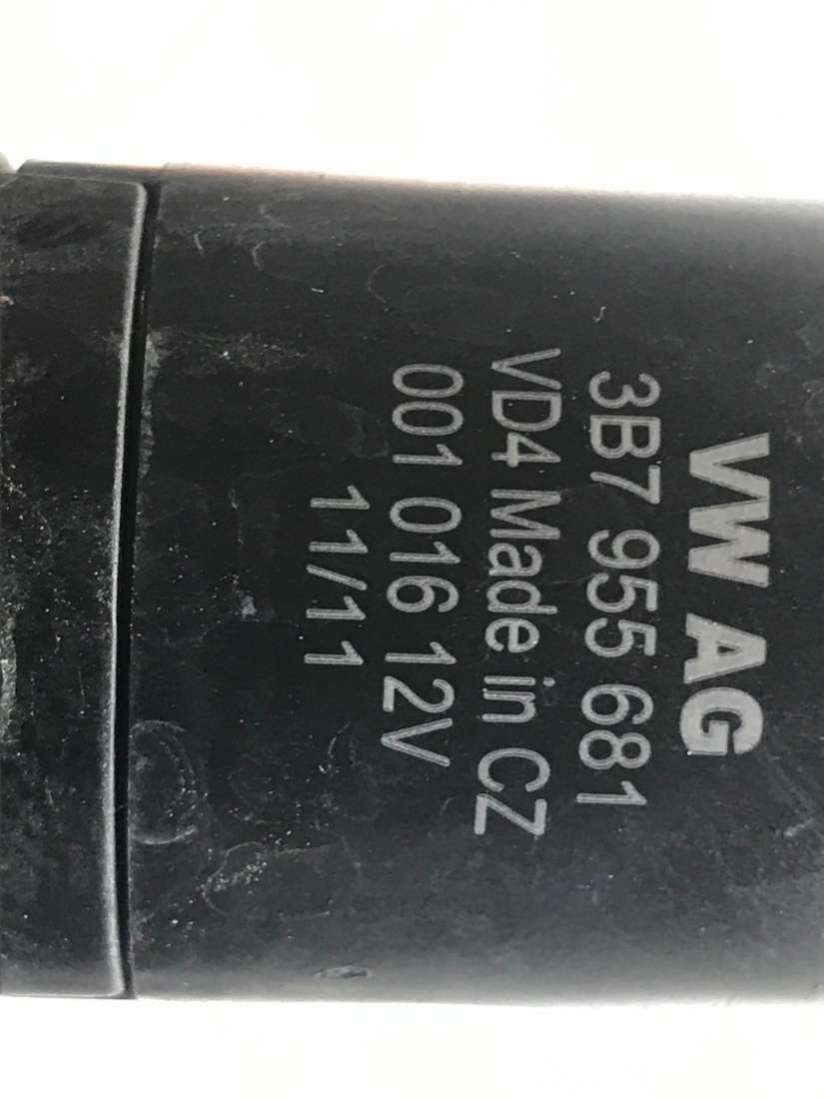 VW AG
3B7 955 681
VD4 Made in CZ
001 016 12V
11/11